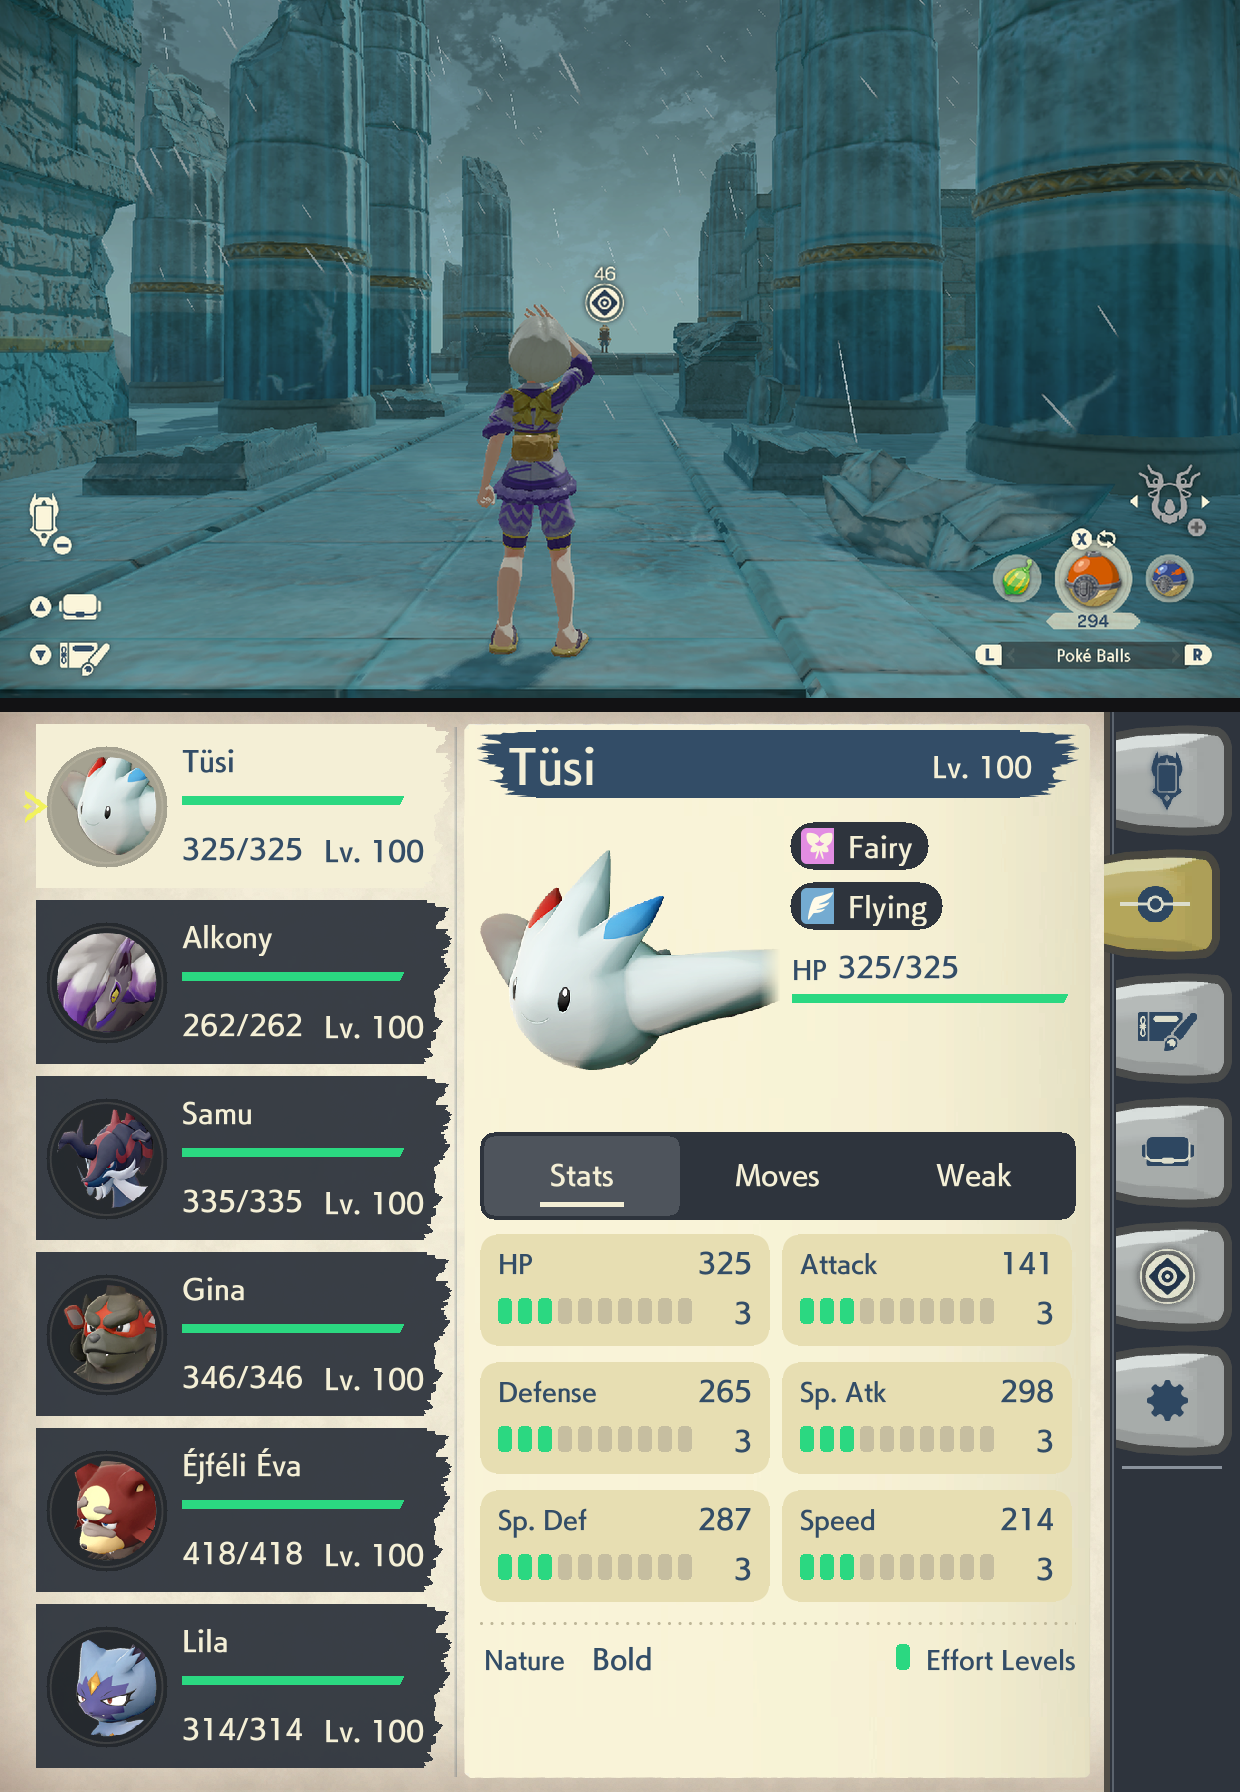 46
X
294
L
Poké Balls
R
Tüsi
325/325 Lv. 100
Alkony
262/262 Lv. 100
Samu
335/335 Lv. 100
Gina
346/346 Lv. 100
Éjféli Éva
418/418 Lv. 100
Lila
314/314 Lv. 100
Tüsi Lv. 100
Fairy
Flying
HP 325/325
Stats Moves Weak
HP 325
3
Attack 141
3
Defense 265
3
Sp. Atk 298
3
Sp. Def 287
3
Speed 214
3
Nature Bold
Effort Levels